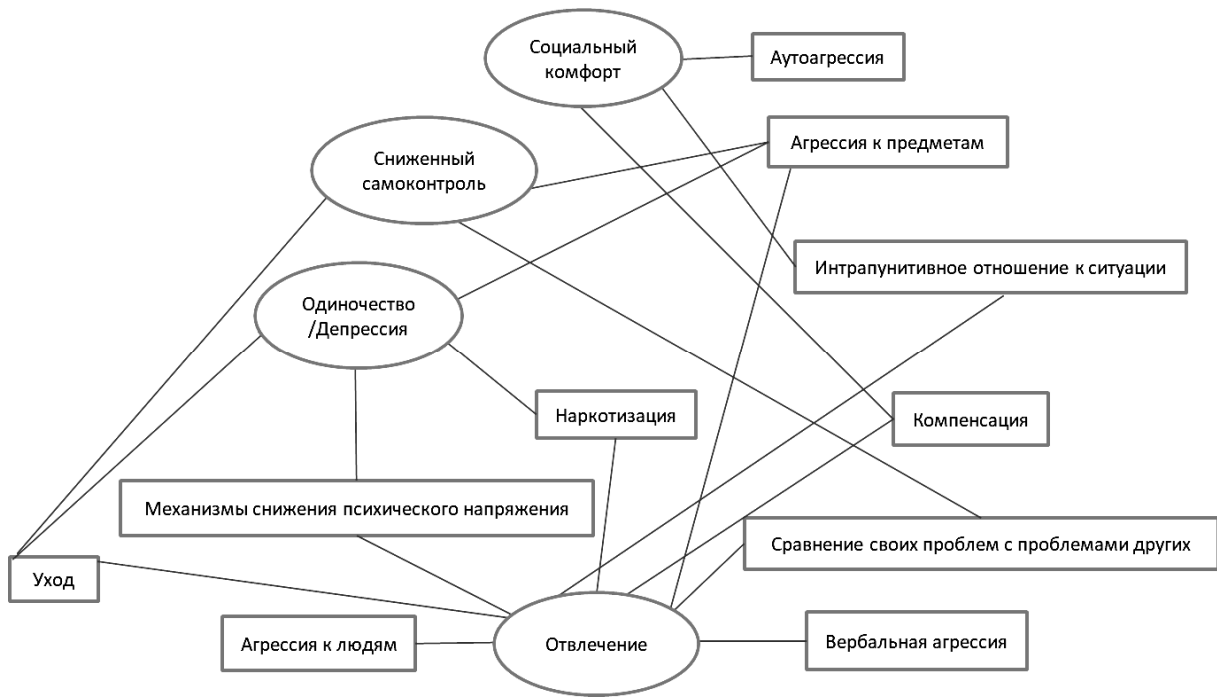 Социальный
комфорт
Аутоагрессия
Агрессия к предметам
Сниженный
самоконтроль
Интрапунитивное отношение к ситуации
Одиночество
/Депрессия
Наркотизация
Компенсация
Механизмы снижения психического напряжения
Сравнение своих проблем с проблемами других
Уход
Агрессия к людям
Отвлечение
Вербальная агрессия